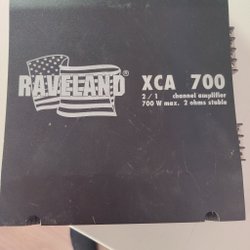 RAVELAND®
XCA 700
2 / 1 channel amplifier
700 W max. 2 ohms stable